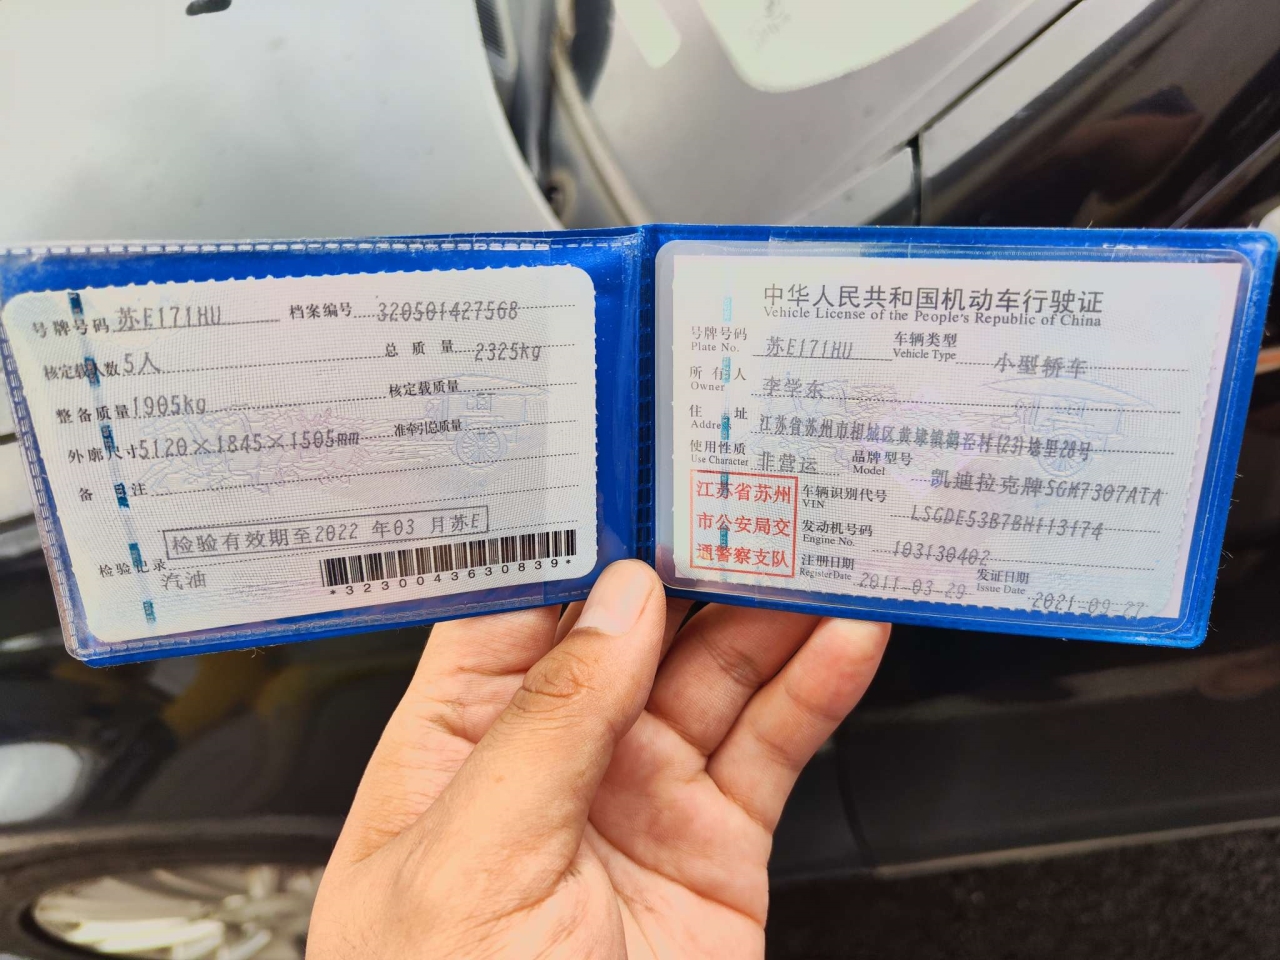 号牌号码 苏E171HU 档案编号 320501427568
核定载人数 5人 总质量 2325kg
整备质量 1905kg 核定载质量
外廓尺寸 5120×1845×1505mm 准牵引总质量
备注
检验有效期至2022年03月苏E
检验记录
汽油
*3230043630839*
中华人民共和国机动车行驶证
Vehicle License of the People's Republic of China
号牌号码 苏E171HU 车辆类型 小型轿车
Plate No. Vehicle Type
所有人 李学东
Owner
住址 江苏省苏州市相城区黄埭镇鹤泾村(23)埝里28号
Address
使用性质 非营运 品牌型号 凯迪拉克牌SGM7307ATA
Use Character Model
江苏省苏州
市公安局交
通警察支队
车辆识别代号 LSGDE53B7BH113174
VIN
发动机号码 103130402
Engine No.
注册日期 2011-03-29 发证日期 2021-09-27
Register Date Issue Date